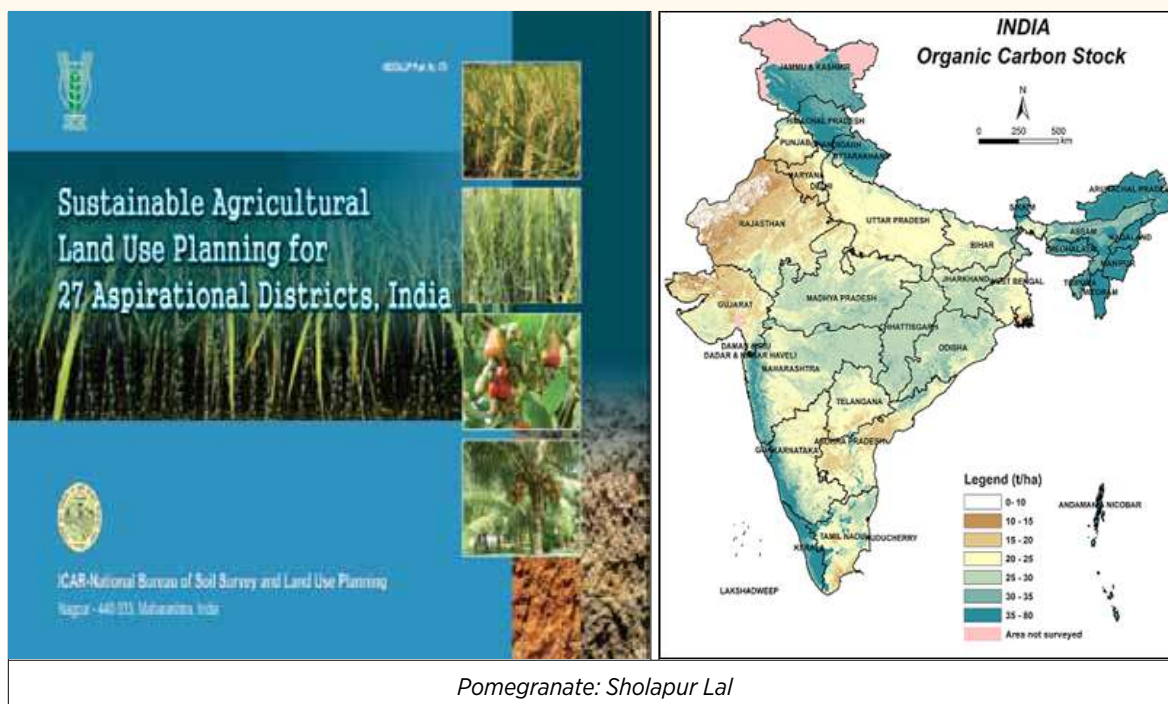 Sustainable Agricultural
Land Use Planning for
27 Aspirational Districts, India
ICAR-National Bureau of Soil Survey and Land Use Planning
Nagpur - 440 033, Maharashtra, India
INDIA
Organic Carbon Stock
N
0 250 500
km
JAMMU & KASHMIR
HIMACHAL PRADESH
PUNJAB
CHANDIGARH
UTTARAKHAND
HARYANA
DELHI
ARUNACHAL PRADESH
SIKKIM
RAJASTHAN
UTTAR PRADESH
ASSAM
NAGALAND
BIHAR
MEGHALAYA
MANIPUR
JHARKHAND
WEST BENGAL
TRIPURA
MIZORAM
GUJARAT
MADHYA PRADESH
CHHATTISGARH
ODISHA
DAMAN & DIU
DADAR & NAGAR HAVELI
MAHARASHTRA
TELANGANA
GOA
KARNATAKA
ANDHRA PRADESH
TAMIL NADU
PUDUCHERRY
KERALA
LAKSHADWEEP
ANDAMAN & NICOBAR
Legend (t/ha)
0- 10
10 - 15
15 - 20
20 - 25
25 - 30
30 - 35
35 - 80
Area not surveyed
Pomegranate: Sholapur Lal